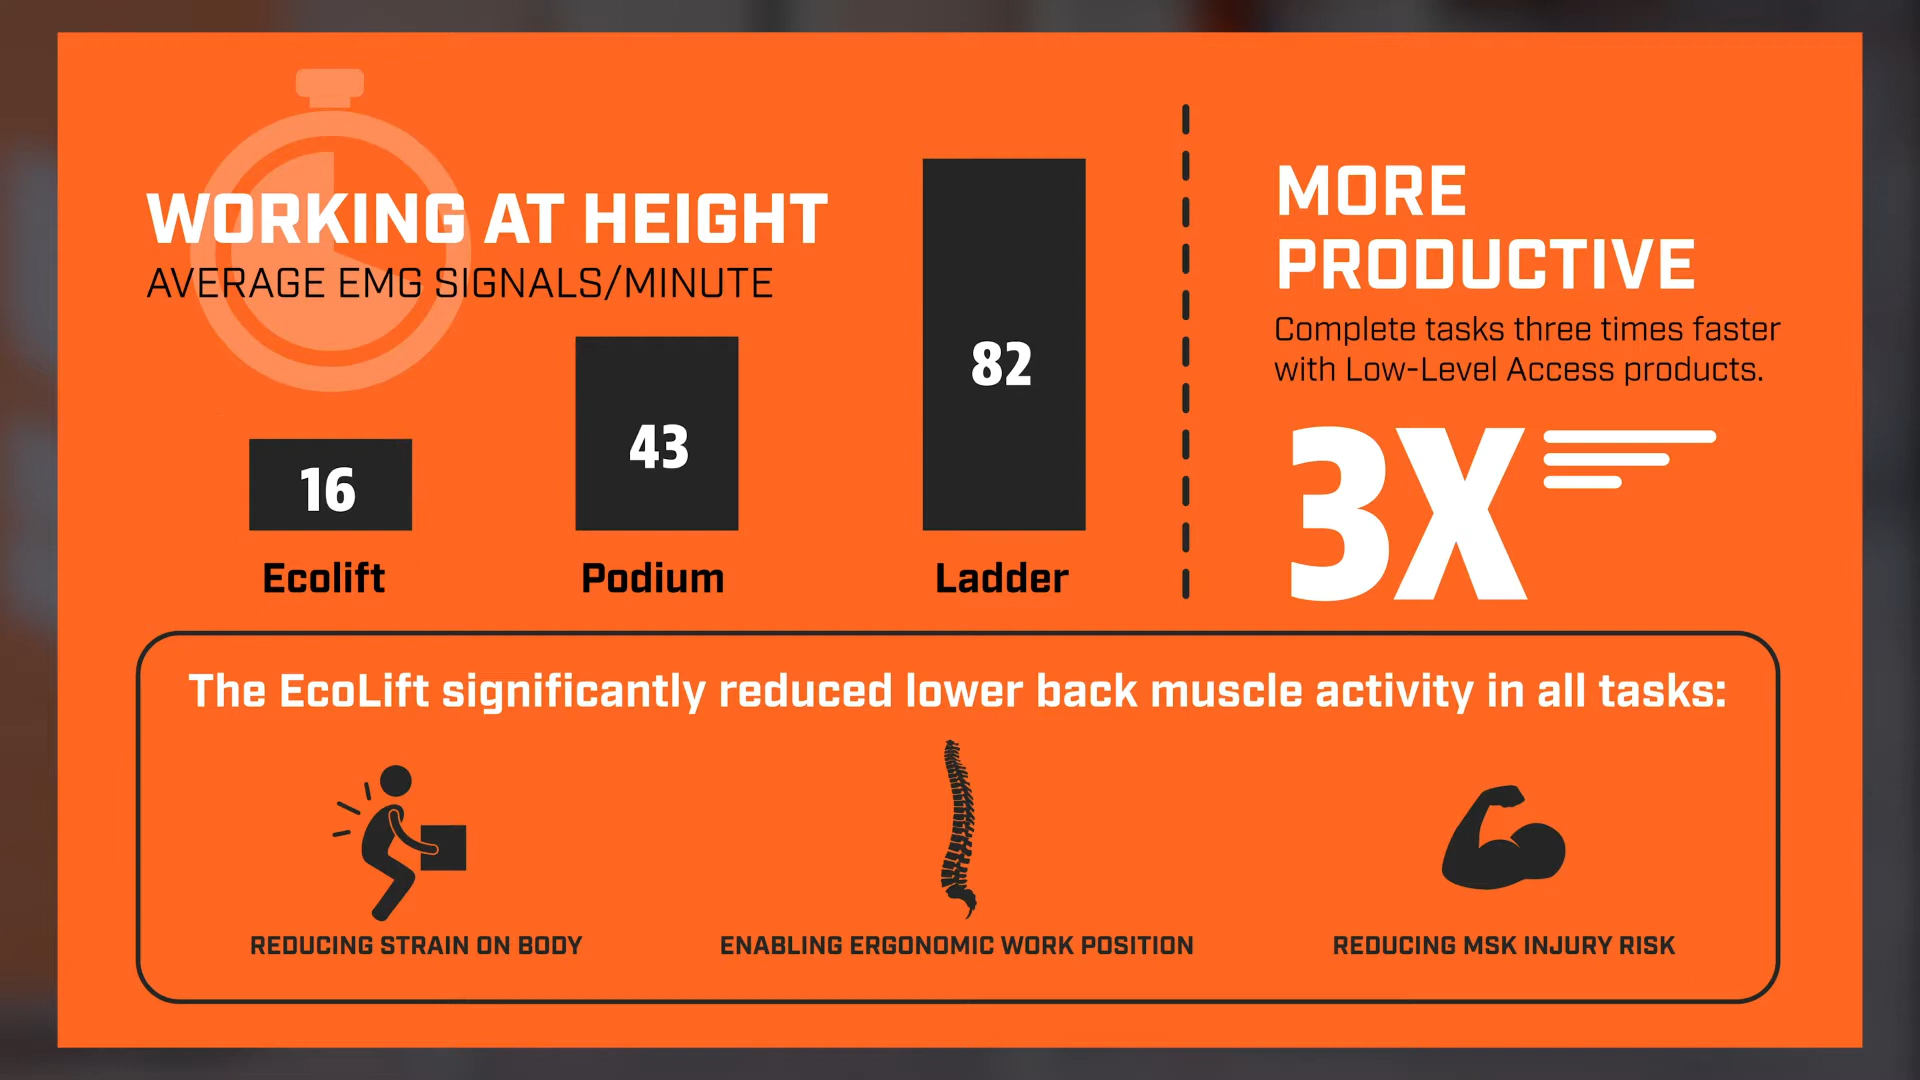 WORKING AT HEIGHT
AVERAGE EMG SIGNALS/MINUTE
16
43
82
Ecolift
Podium
Ladder
MORE
PRODUCTIVE
Complete tasks three times faster
with Low-Level Access products.
3X
The EcoLift significantly reduced lower back muscle activity in all tasks:
REDUCING STRAIN ON BODY
ENABLING ERGONOMIC WORK POSITION
REDUCING MSK INJURY RISK